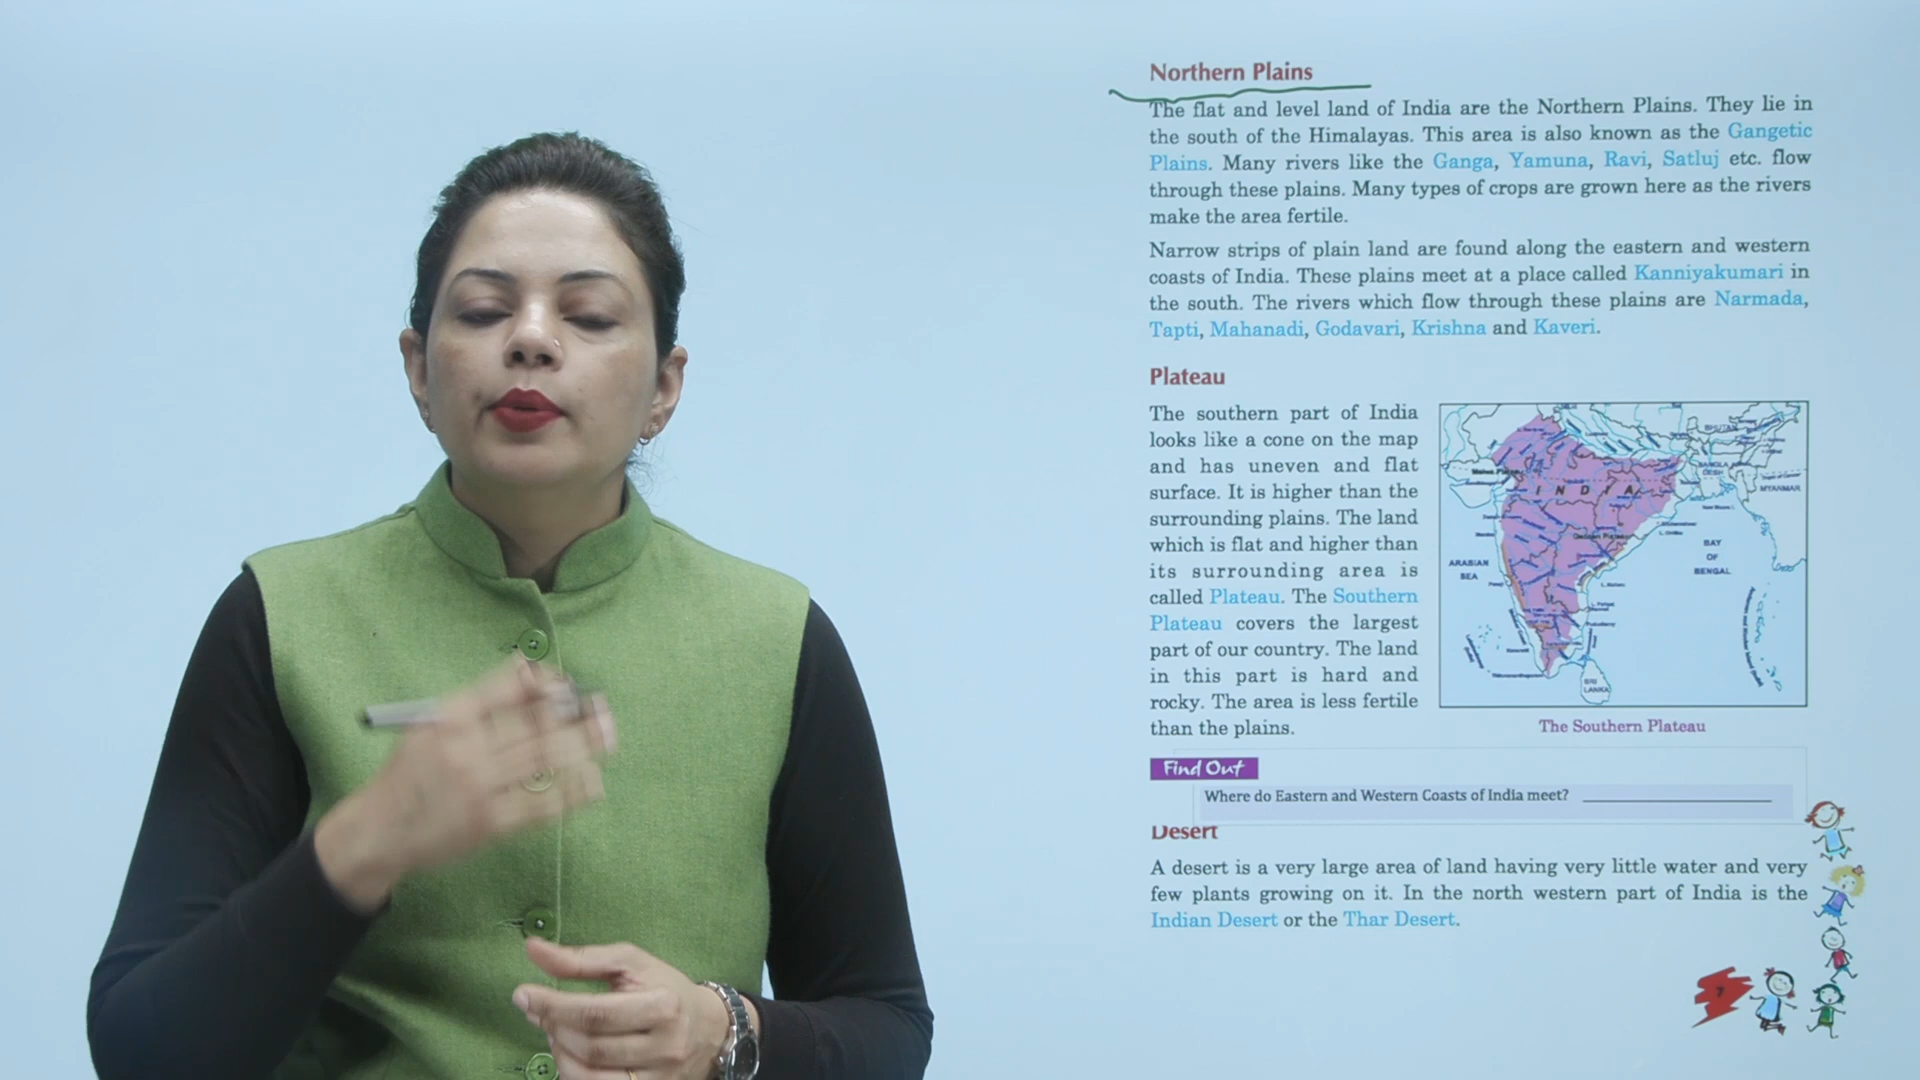 Northern Plains
The flat and level land of India are the Northern Plains. They lie in
the south of the Himalayas. This area is also known as the Gangetic
Plains. Many rivers like the Ganga, Yamuna, Ravi, Satluj etc. flow
through these plains. Many types of crops are grown here as the rivers
make the area fertile.
Narrow strips of plain land are found along the eastern and western
coasts of India. These plains meet at a place called Kanniyakumari in
the south. The rivers which flow through these plains are Narmada,
Tapti, Mahanadi, Godavari, Krishna and Kaveri.
Plateau
The southern part of India
looks like a cone on the map
and has uneven and flat
surface. It is higher than the
surrounding plains. The land
which is flat and higher than
its surrounding area is
called Plateau. The Southern
Plateau covers the largest
part of our country. The land
in this part is hard and
rocky. The area is less fertile
than the plains.
BHUTAN
BANGLA
DESH
MYANMAR
INDIA
ARABIAN
SEA
BAY
OF
BENGAL
SRI
LANKA
The Southern Plateau
Find Out
Where do Eastern and Western Coasts of India meet?
Desert
A desert is a very large area of land having very little water and very
few plants growing on it. In the north western part of India is the
Indian Desert or the Thar Desert.